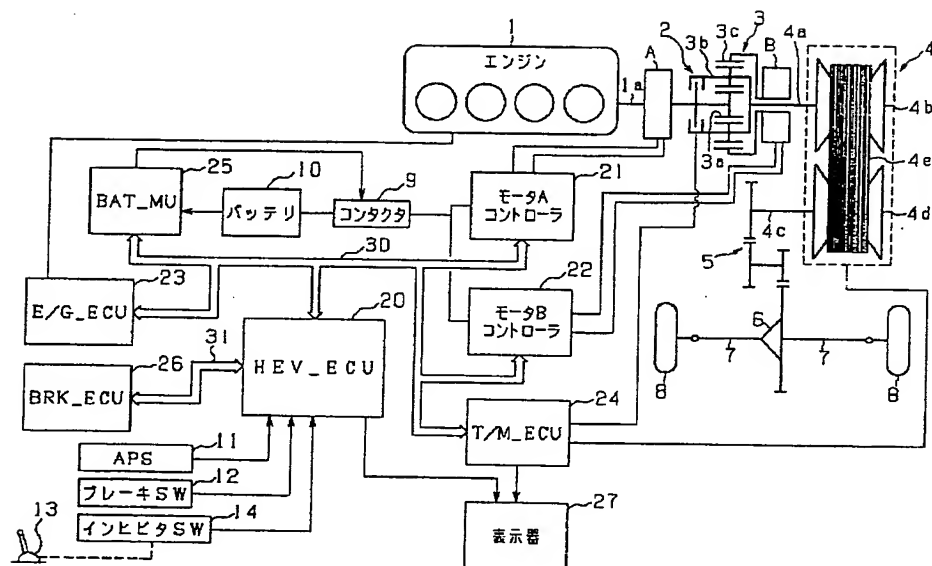 1
エンジン
1a
A
2
3b
3c
3
3a
B
4a
4
4b
4e
4c
4d
5
6
7
7
8
8
25
BAT_MU
10
バッテリ
9
コンタクタ
21
モータA
コントローラ
30
22
モータB
コントローラ
23
E/G_ECU
20
HEV_ECU
31
26
BRK_ECU
24
T/M_ECU
11
APS
12
ブレーキSW
14
インヒビタSW
13
27
表示器